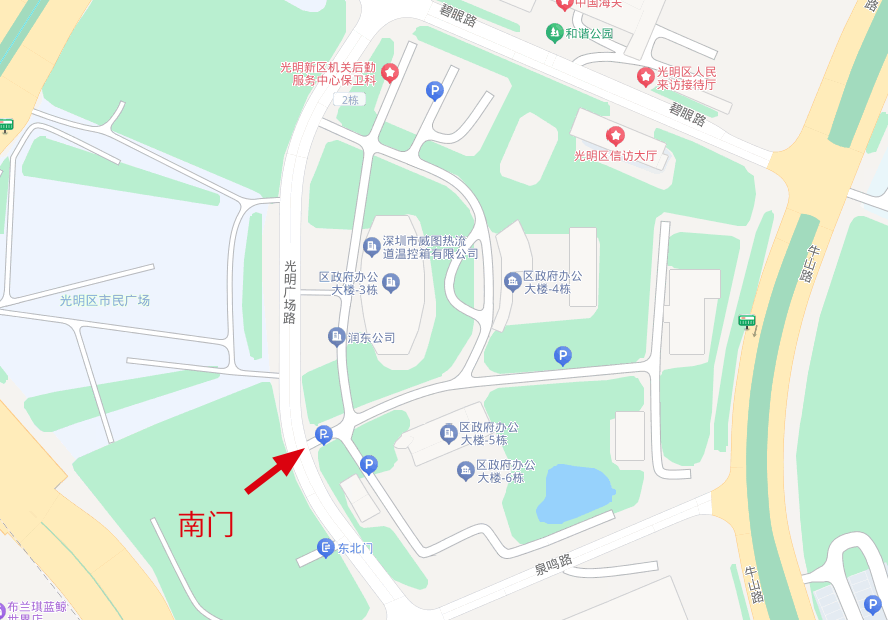 中国海关
碧眼路
和谐公园
光明新区机关后勤
服务中心保卫科
2栋
P
光明区人民
来访接待厅
碧眼路
光明区信访大厅
牛山路
深圳市威图热流
道温控箱有限公司
区政府办公
大楼-3栋
区政府办公
大楼-4栋
光明广场路
光明区市民广场
润东公司
P
P
区政府办公
大楼-5栋
P
区政府办公
大楼-6栋
南门
东北门
泉鸣路
牛山路
P
布兰琪蓝鲸
世界店